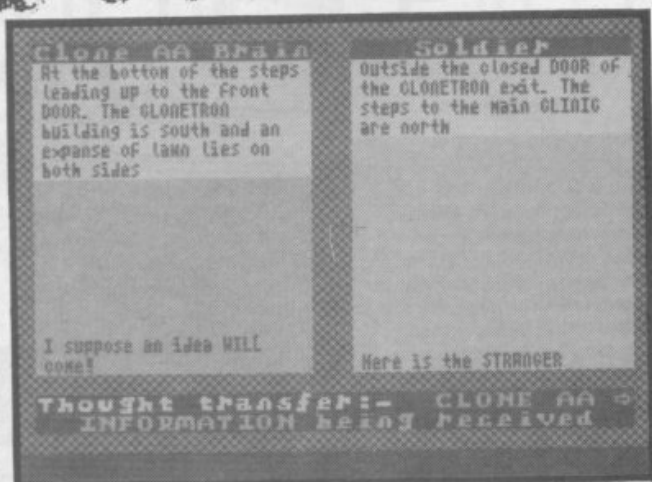 Clone AA Brain
At the bottom of the steps
leading up to the front
DOOR. The CLONETRON
building is south and an
expanse of lawn lies on
both sides
I suppose an idea WILL
come!
Soldier
Outside the closed DOOR of
the CLONETRON exit. The
steps to the main CLINIC
are north
Here is the STRANGER
Thought transfer:- CLONE AA ⇨
INFORMATION being received